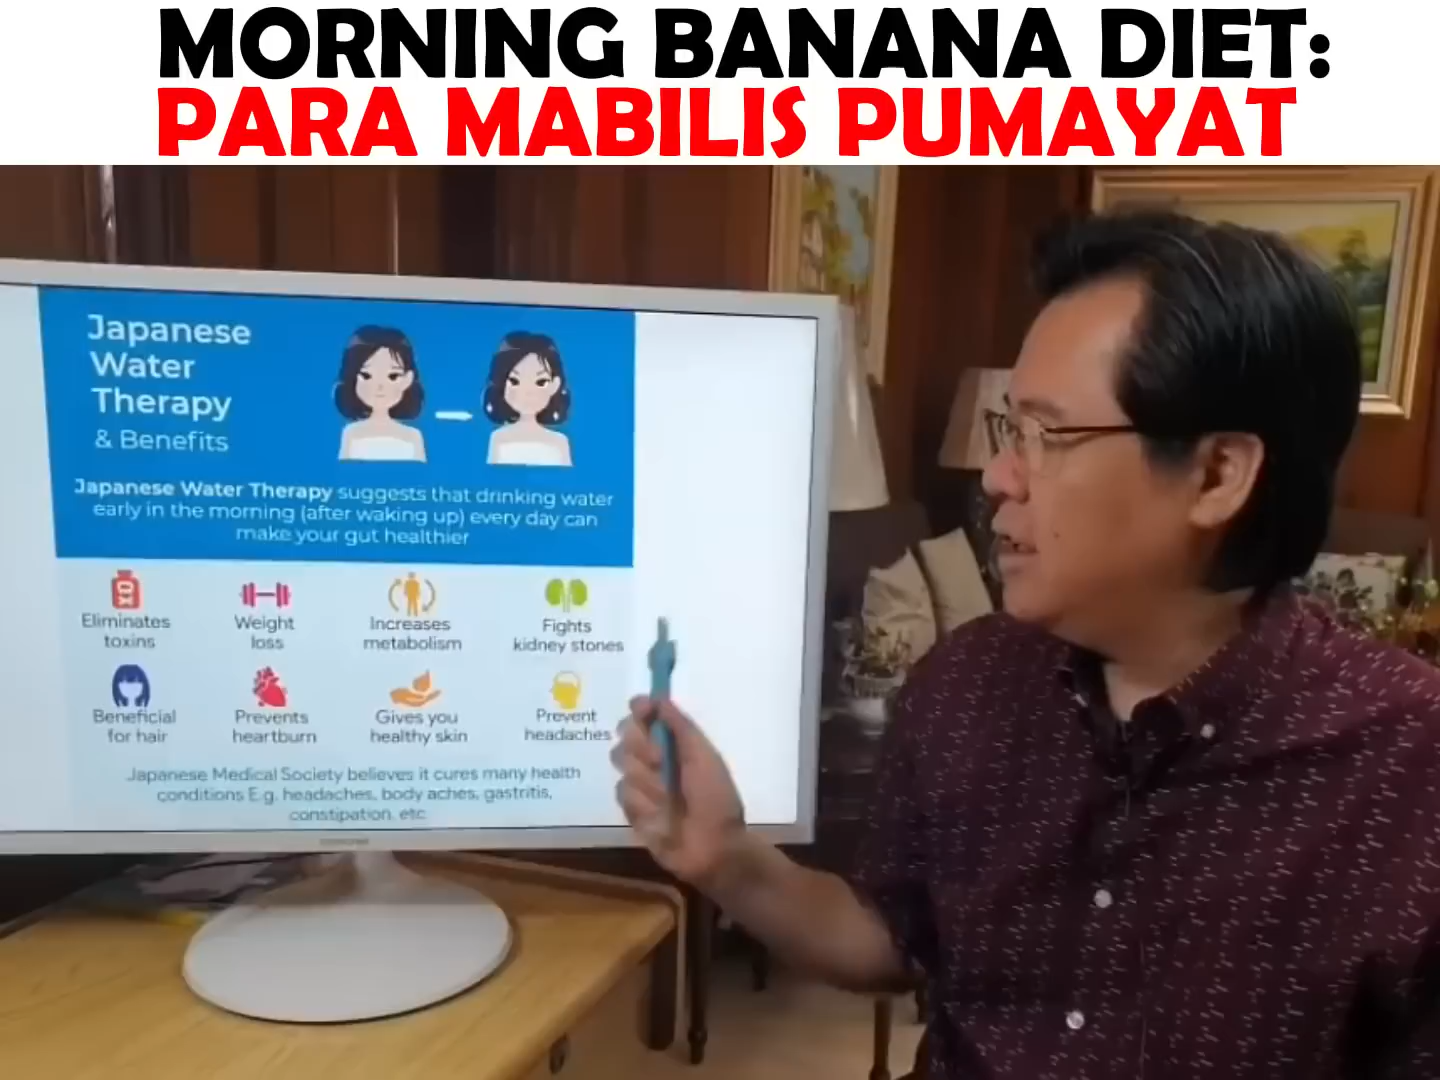 MORNING BANANA DIET:
PARA MABILIS PUMAYAT
Japanese
Water
Therapy
& Benefits
Japanese Water Therapy suggests that drinking water
early in the morning (after waking up) every day can
make your gut healthier
Eliminates
toxins
Weight
loss
Increases
metabolism
Fights
kidney stones
Beneficial
for hair
Prevents
heartburn
Gives you
healthy skin
Prevent
headaches
Japanese Medical Society believes it cures many health
conditions E.g. headaches, body aches, gastritis,
constipation, etc